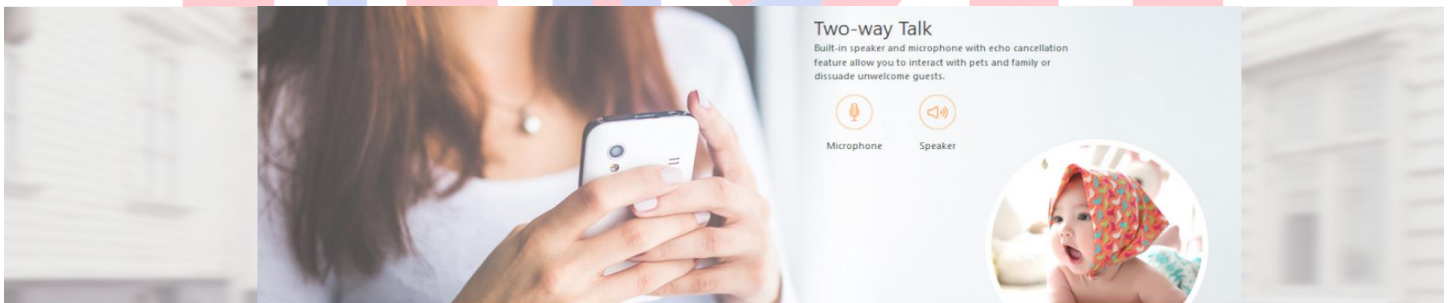 Two-way Talk
Built-in speaker and microphone with echo cancellation
feature allow you to interact with pets and family or
dissuade unwelcome guests.
Microphone Speaker